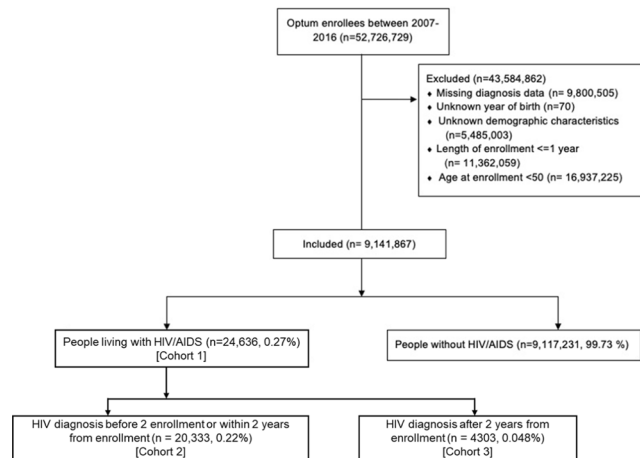 Optum enrollees between 2007-
2016 (n=52,726,729)
Excluded (n=43,584,862)
♦ Missing diagnosis data (n= 9,800,505)
♦ Unknown year of birth (n=70)
♦ Unknown demographic characteristics
(n=5,485,003)
♦ Length of enrollment <=1 year
(n= 11,362,059)
♦ Age at enrollment <50 (n= 16,937,225)
Included (n= 9,141,867)
People living with HIV/AIDS (n=24,636, 0.27%)
[Cohort 1]
People without HIV/AIDS (n=9,117,231, 99.73 %)
HIV diagnosis before 2 enrollment or within 2 years
from enrollment (n = 20,333, 0.22%)
[Cohort 2]
HIV diagnosis after 2 years from
enrollment (n = 4303, 0.048%)
[Cohort 3]